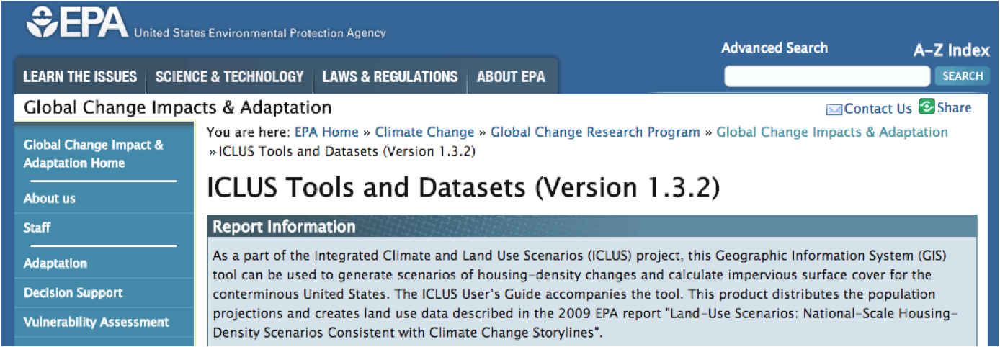 EPA United States Environmental Protection Agency
Advanced Search
A-Z Index
LEARN THE ISSUES
SCIENCE & TECHNOLOGY
LAWS & REGULATIONS
ABOUT EPA
SEARCH
Global Change Impacts & Adaptation
Contact Us
Share
Global Change Impact &
Adaptation Home
About us
Staff
Adaptation
Decision Support
Vulnerability Assessment
You are here: EPA Home » Climate Change » Global Change Research Program » Global Change Impacts & Adaptation
» ICLUS Tools and Datasets (Version 1.3.2)
ICLUS Tools and Datasets (Version 1.3.2)
Report Information
As a part of the Integrated Climate and Land Use Scenarios (ICLUS) project, this Geographic Information System (GIS)
tool can be used to generate scenarios of housing-density changes and calculate impervious surface cover for the
conterminous United States. The ICLUS User's Guide accompanies the tool. This product distributes the population
projections and creates land use data described in the 2009 EPA report "Land-Use Scenarios: National-Scale Housing-
Density Scenarios Consistent with Climate Change Storylines".